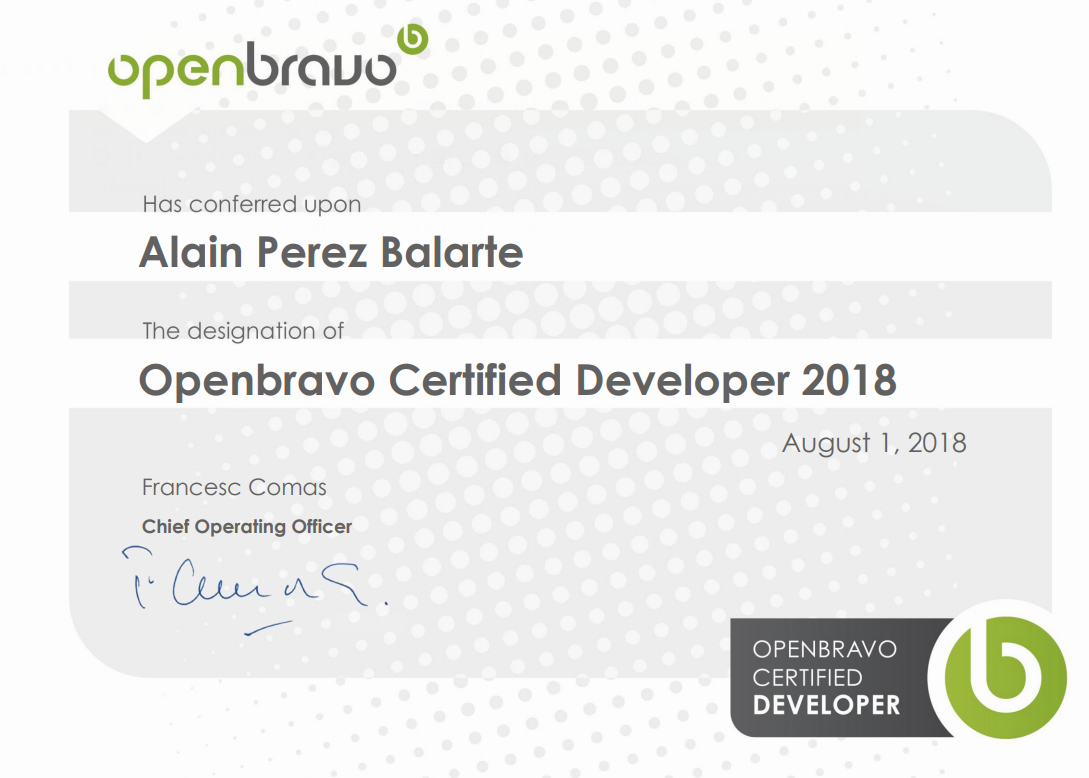 openbravo
Has conferred upon
Alain Perez Balarte
The designation of
Openbravo Certified Developer 2018
August 1, 2018
Francesc Comas
Chief Operating Officer
OPENBRAVO
CERTIFIED
DEVELOPER